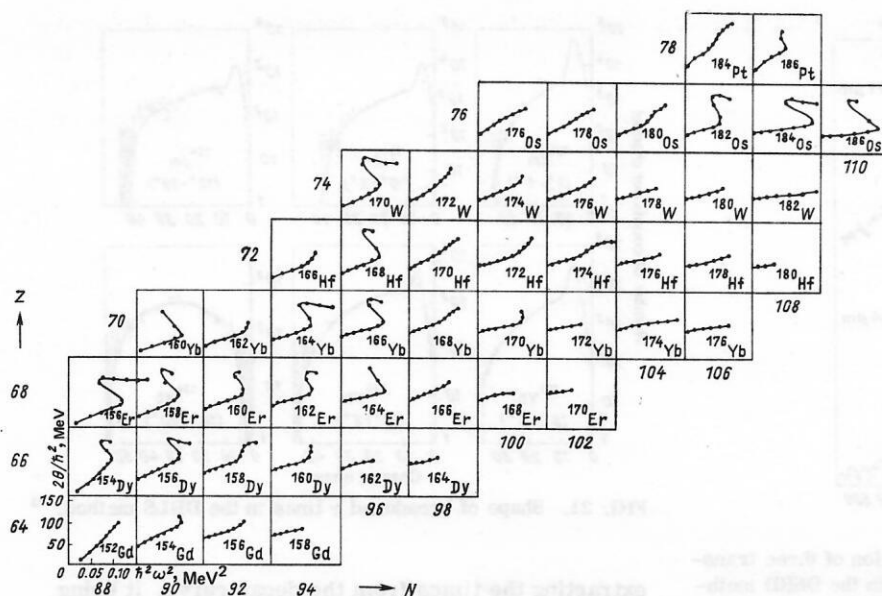 78 ¹⁸⁴Pt ¹⁸⁶Pt
76 ¹⁷⁶Os ¹⁷⁸Os ¹⁸⁰Os ¹⁸²Os ¹⁸⁴Os ¹⁸⁶Os
110
74 ¹⁷⁰W ¹⁷²W ¹⁷⁴W ¹⁷⁶W ¹⁷⁸W ¹⁸⁰W ¹⁸²W
72 ¹⁶⁶Hf ¹⁶⁸Hf ¹⁷⁰Hf ¹⁷²Hf ¹⁷⁴Hf ¹⁷⁶Hf ¹⁷⁸Hf ¹⁸⁰Hf
108
Z
70 ¹⁶⁰Yb ¹⁶²Yb ¹⁶⁴Yb ¹⁶⁶Yb ¹⁶⁸Yb ¹⁷⁰Yb ¹⁷²Yb ¹⁷⁴Yb ¹⁷⁶Yb
104 106
68 ¹⁵⁶Er ¹⁵⁸Er ¹⁶⁰Er ¹⁶²Er ¹⁶⁴Er ¹⁶⁶Er ¹⁶⁸Er ¹⁷⁰Er
100 102
66 2θ/ħ², MeV ¹⁵⁴Dy ¹⁵⁶Dy ¹⁵⁸Dy ¹⁶⁰Dy ¹⁶²Dy ¹⁶⁴Dy
96 98
150
100
64 50 ¹⁵²Gd ¹⁵⁴Gd ¹⁵⁶Gd ¹⁵⁸Gd
0 0.05 0.10 ħ²ω², MeV²
88 90 92 94 N